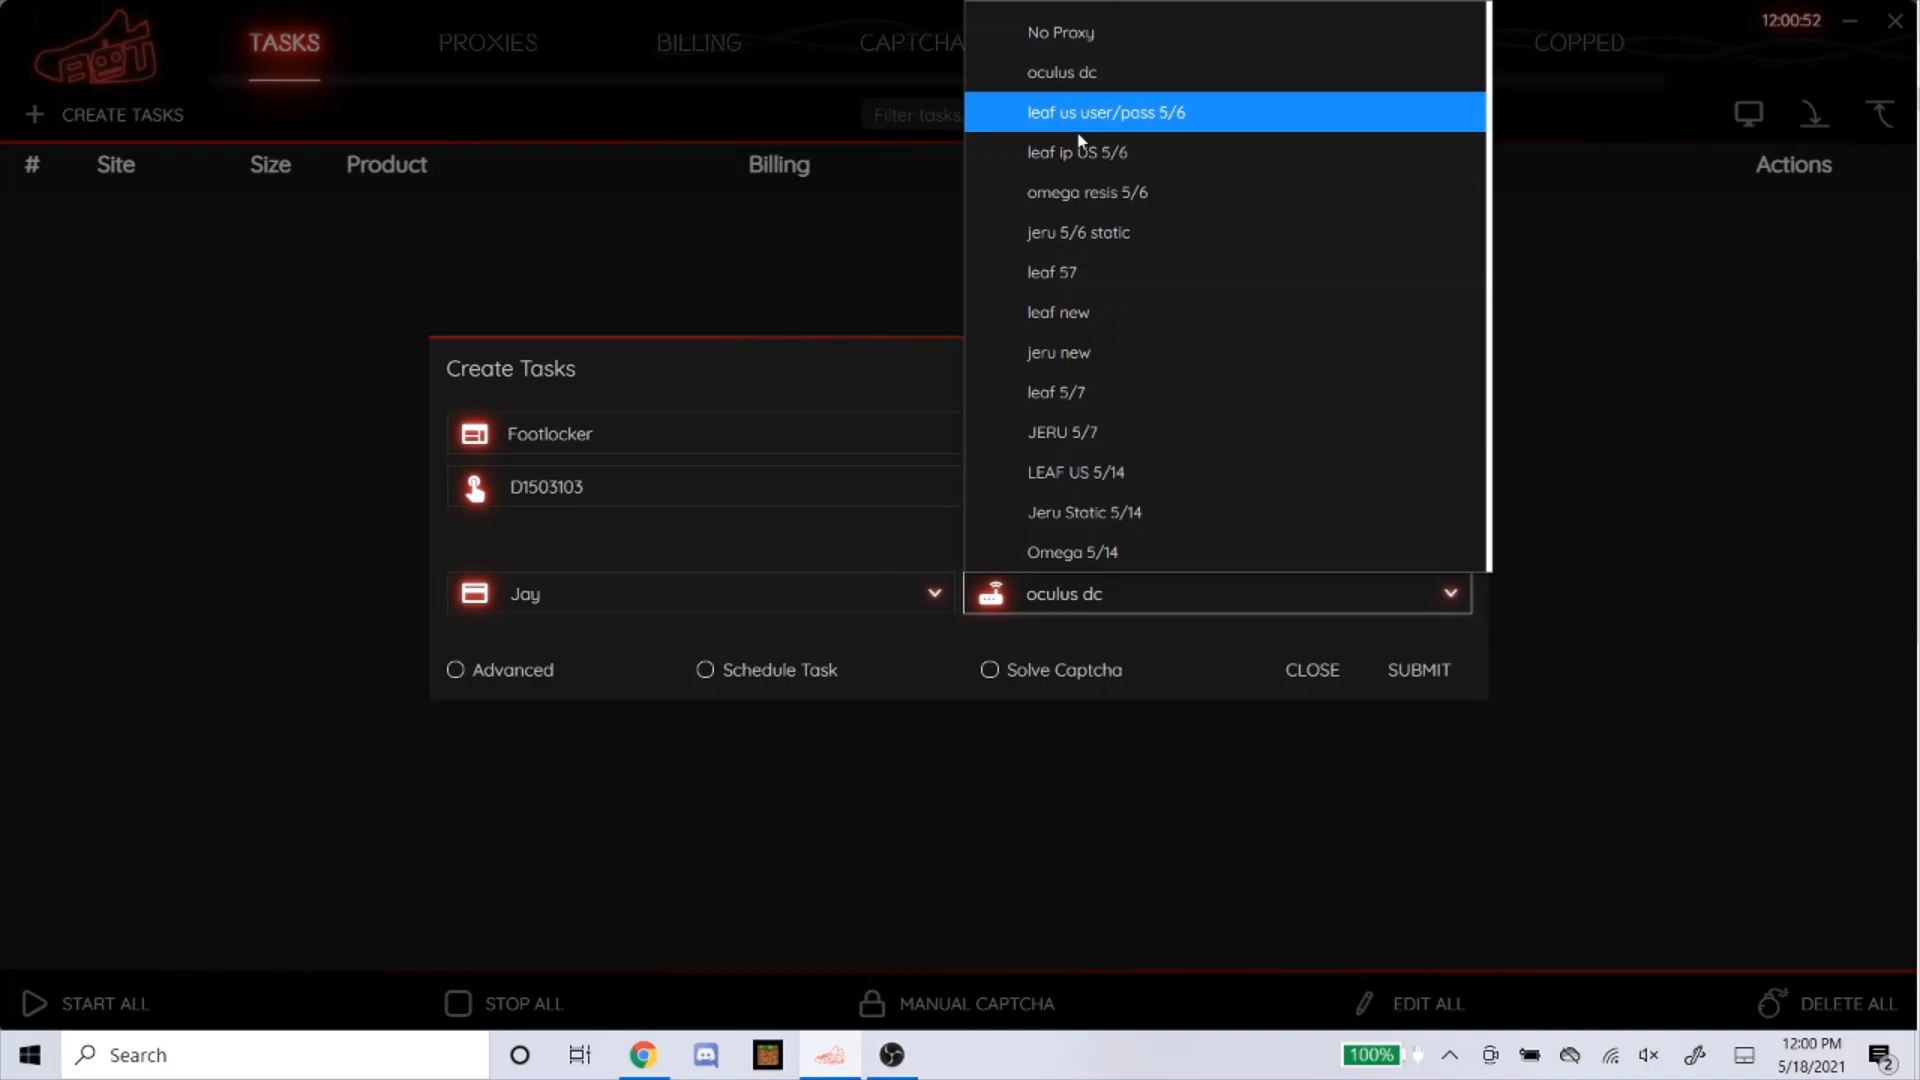 AIO BOT
TASKS
PROXIES
BILLING
CAPTCHA
COPPED
12:00:52
CREATE TASKS
Filter tasks
# Site Size Product Billing Actions
No Proxy
oculus dc
leaf us user/pass 5/6
leaf ip US 5/6
omega resis 5/6
jeru 5/6 static
leaf 57
leaf new
jeru new
leaf 5/7
JERU 5/7
LEAF US 5/14
Jeru Static 5/14
Omega 5/14
Create Tasks
Footlocker
D1503103
Jay
oculus dc
Advanced
Schedule Task
Solve Captcha
CLOSE
SUBMIT
START ALL
STOP ALL
MANUAL CAPTCHA
EDIT ALL
DELETE ALL
Search
100%
12:00 PM
5/18/2021
2